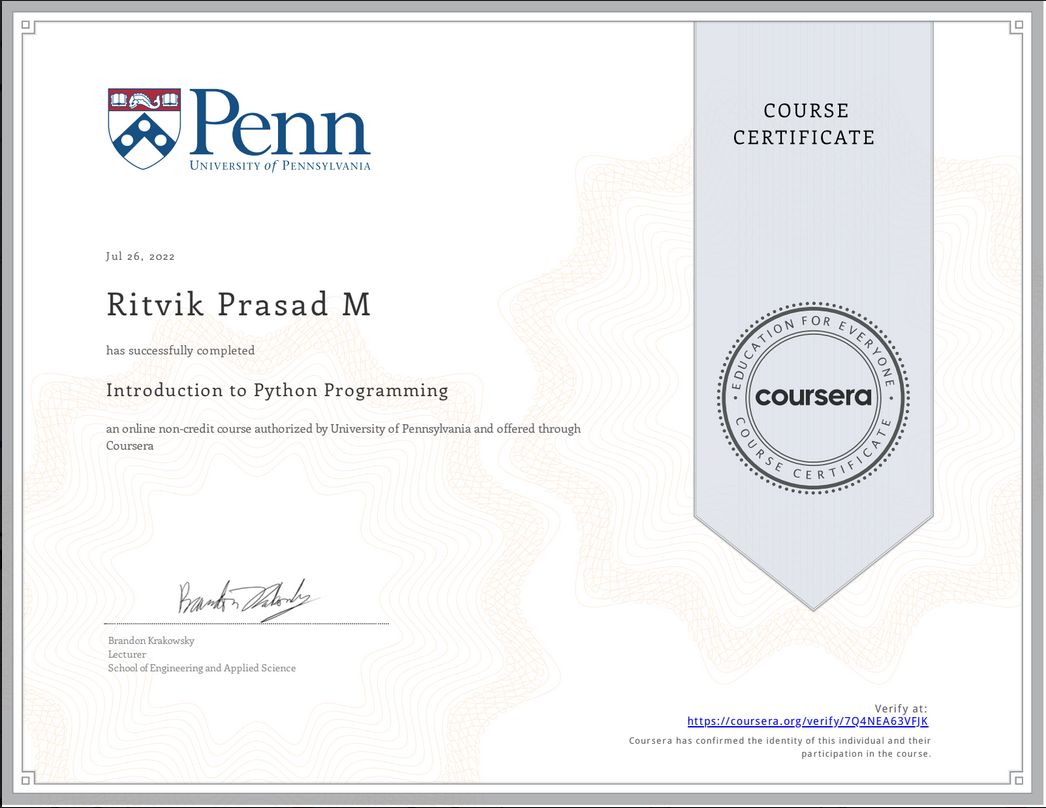 Penn
UNIVERSITY of PENNSYLVANIA
COURSE
CERTIFICATE
Jul 26, 2022
Ritvik Prasad M
has successfully completed
Introduction to Python Programming
an online non-credit course authorized by University of Pennsylvania and offered through
Coursera
EDUCATION FOR EVERYONE
coursera
COURSE CERTIFICATE
Brandon Krakowsky
Lecturer
School of Engineering and Applied Science
Verify at:
https://coursera.org/verify/7Q4NEA63VFJK
Coursera has confirmed the identity of this individual and their
participation in the course.